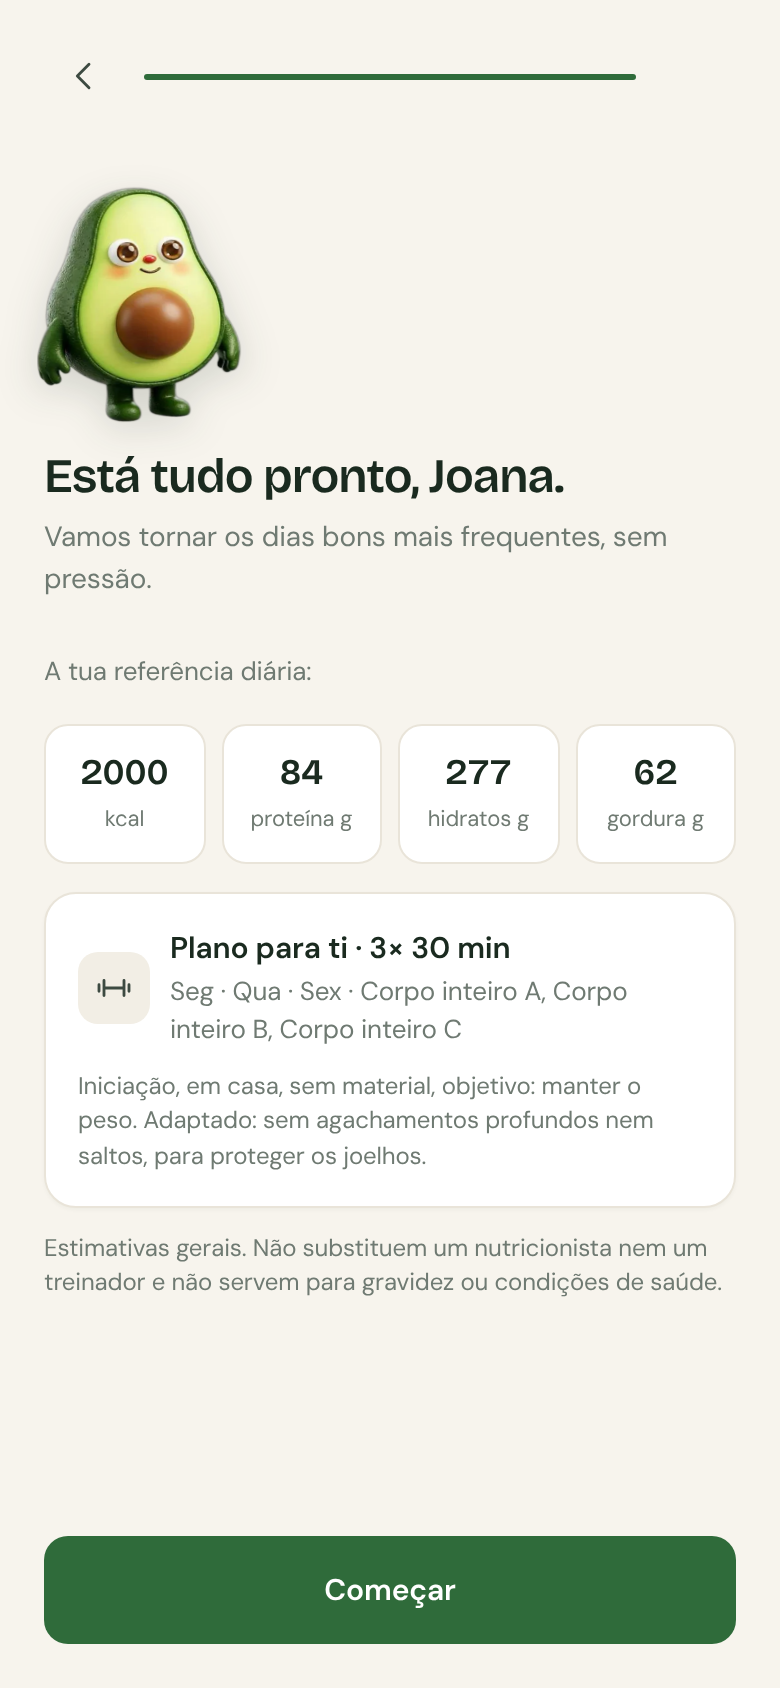 Está tudo pronto, Joana.
Vamos tornar os dias bons mais frequentes, sem
pressão.
A tua referência diária:
2000
kcal
84
proteína g
277
hidratos g
62
gordura g
Plano para ti · 3× 30 min
Seg · Qua · Sex · Corpo inteiro A, Corpo
inteiro B, Corpo inteiro C
Iniciação, em casa, sem material, objetivo: manter o
peso. Adaptado: sem agachamentos profundos nem
saltos, para proteger os joelhos.
Estimativas gerais. Não substituem um nutricionista nem um
treinador e não servem para gravidez ou condições de saúde.
Começar